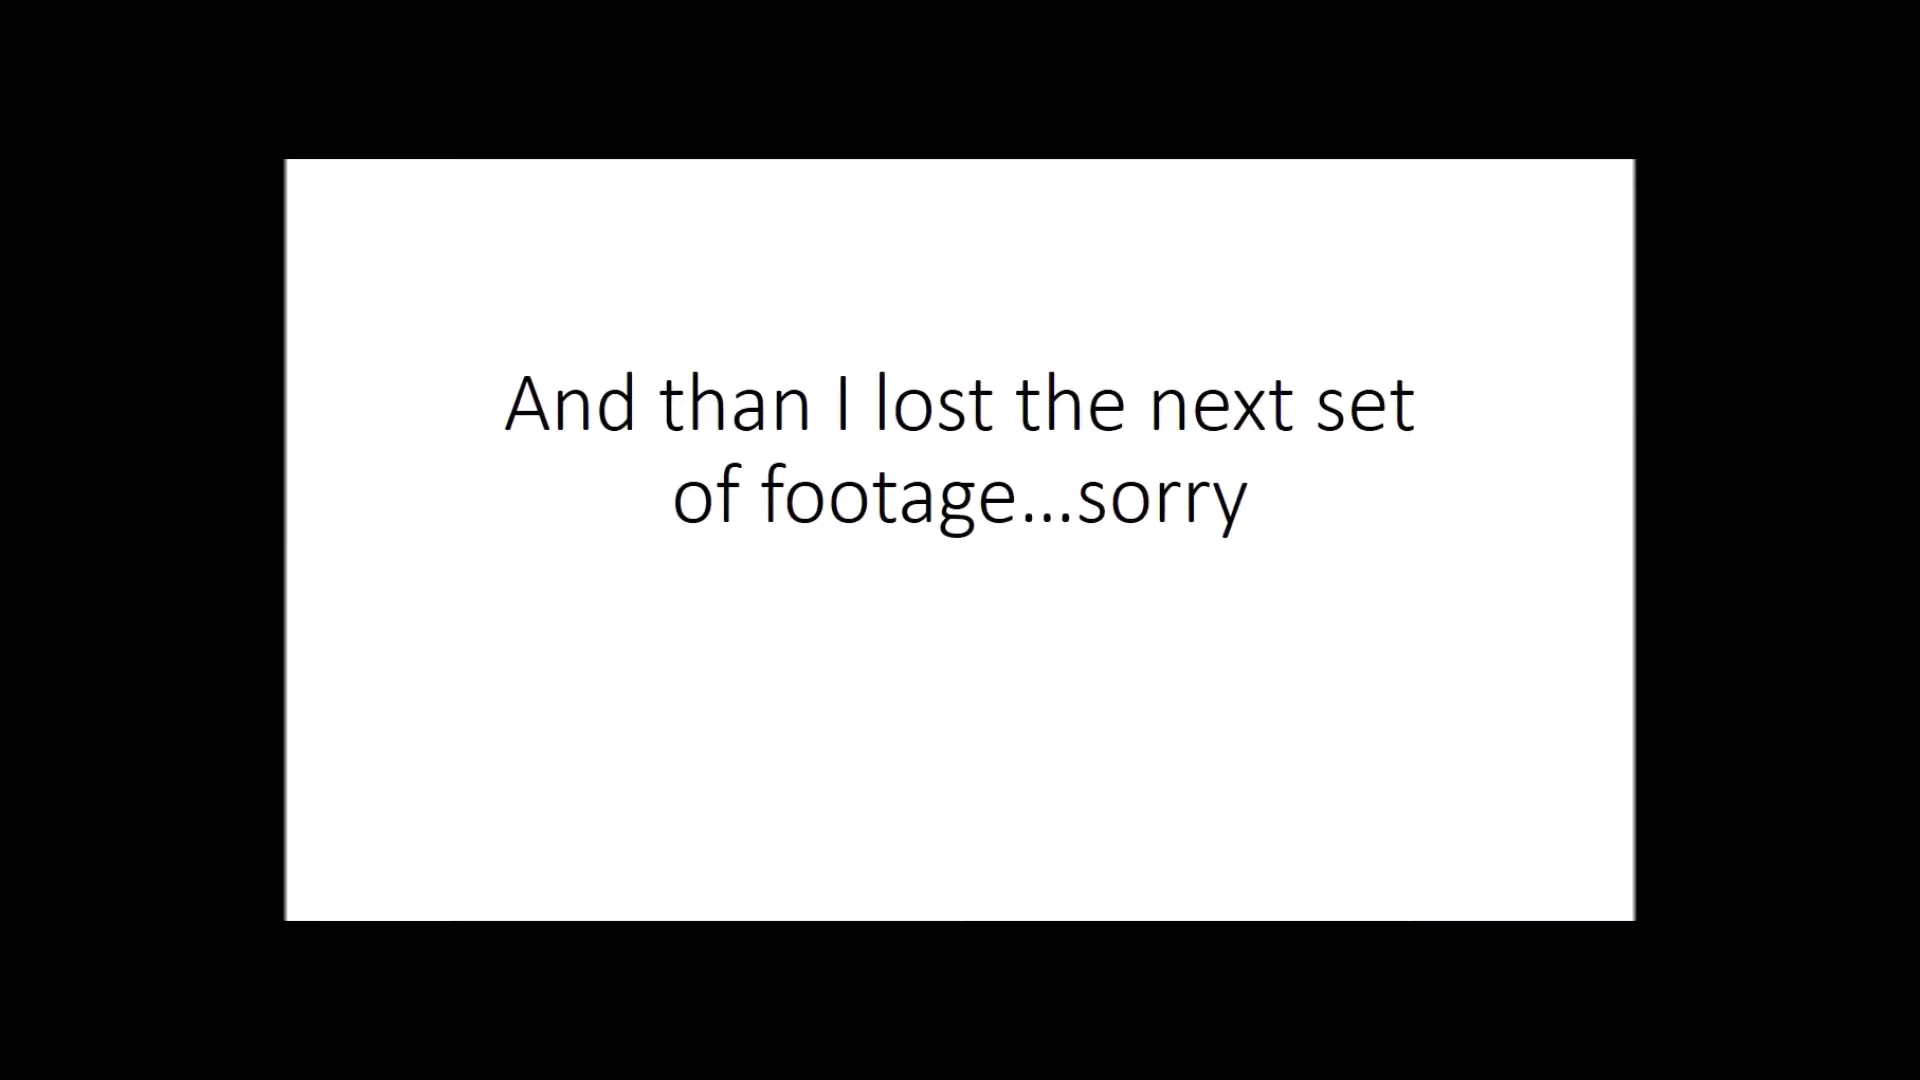 And than I lost the next set
of footage...sorry